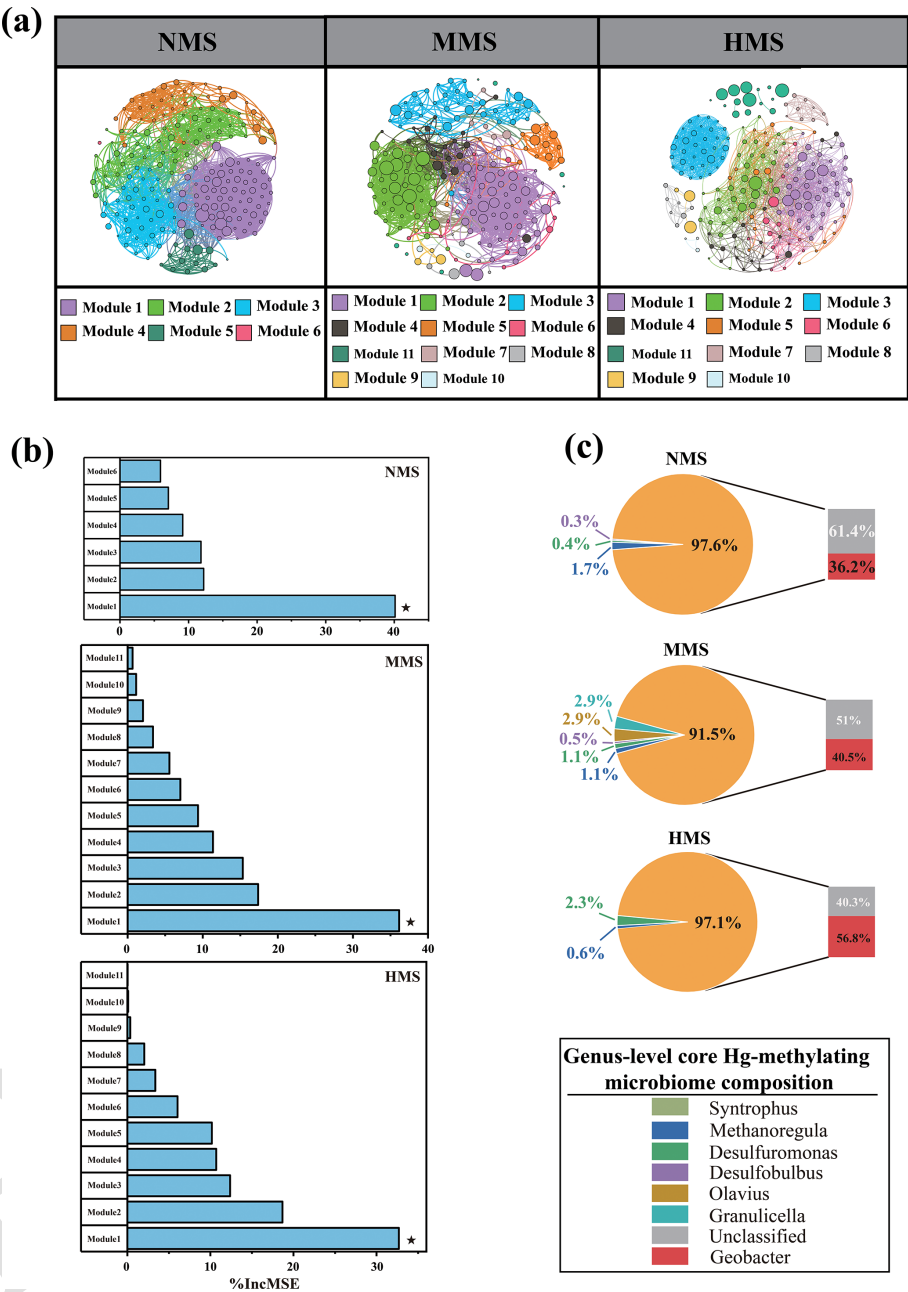 (a)
NMS MMS HMS
Module 1 Module 2 Module 3
Module 4 Module 5 Module 6
Module 1 Module 2 Module 3
Module 4 Module 5 Module 6
Module 11 Module 7 Module 8
Module 9 Module 10
Module 1 Module 2 Module 3
Module 4 Module 5 Module 6
Module 11 Module 7 Module 8
Module 9 Module 10
(b)
NMS
Module6
Module5
Module4
Module3
Module2
Module1
0 10 20 30 40
MMS
Module11
Module10
Module9
Module8
Module7
Module6
Module5
Module4
Module3
Module2
Module1
0 10 20 30 40
HMS
Module11
Module10
Module9
Module8
Module7
Module6
Module5
Module4
Module3
Module2
Module1
0 10 20 30
%IncMSE
(c)
NMS
0.3%
0.4%
1.7%
97.6%
61.4%
36.2%
MMS
2.9%
2.9%
0.5%
1.1%
1.1%
91.5%
51%
40.5%
HMS
2.3%
0.6%
97.1%
40.3%
56.8%
Genus-level core Hg-methylating
microbiome composition
Syntrophus
Methanoregula
Desulfuromonas
Desulfobulbus
Olavius
Granulicella
Unclassified
Geobacter